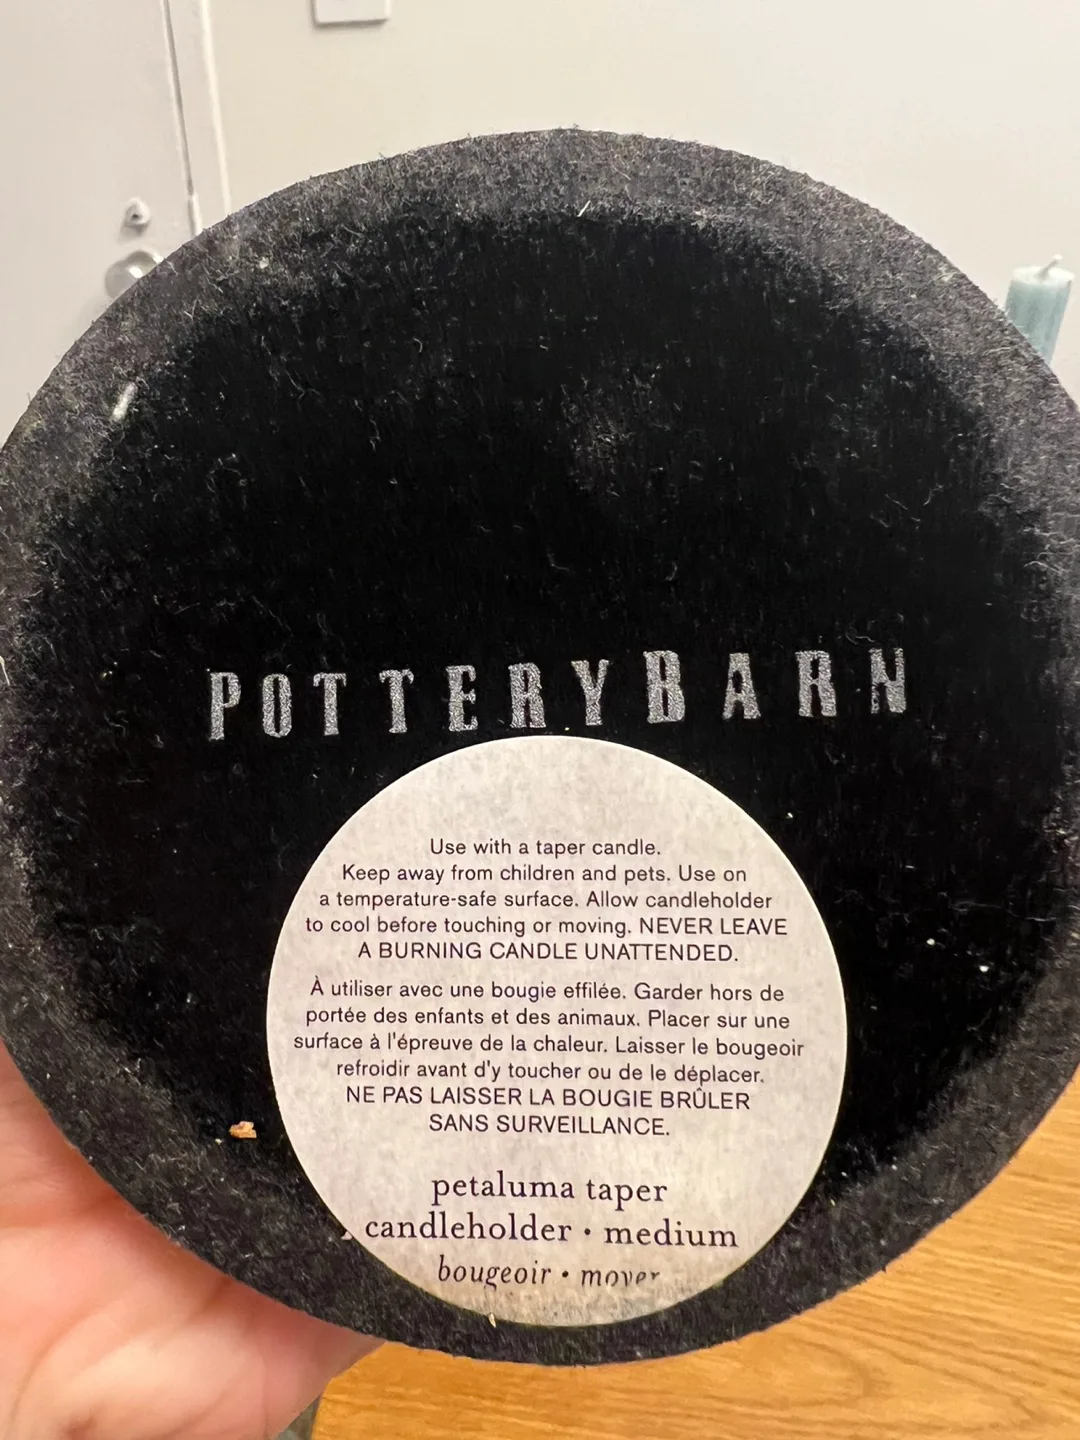 POTTERYBARN
Use with a taper candle.
Keep away from children and pets. Use on
a temperature-safe surface. Allow candleholder
to cool before touching or moving. NEVER LEAVE
A BURNING CANDLE UNATTENDED.
À utiliser avec une bougie effilée. Garder hors de
portée des enfants et des animaux. Placer sur une
surface à l'épreuve de la chaleur. Laisser le bougeoir
refroidir avant d'y toucher ou de le déplacer.
NE PAS LAISSER LA BOUGIE BRÛLER
SANS SURVEILLANCE.
petaluma taper
candleholder • medium
bougeoir •